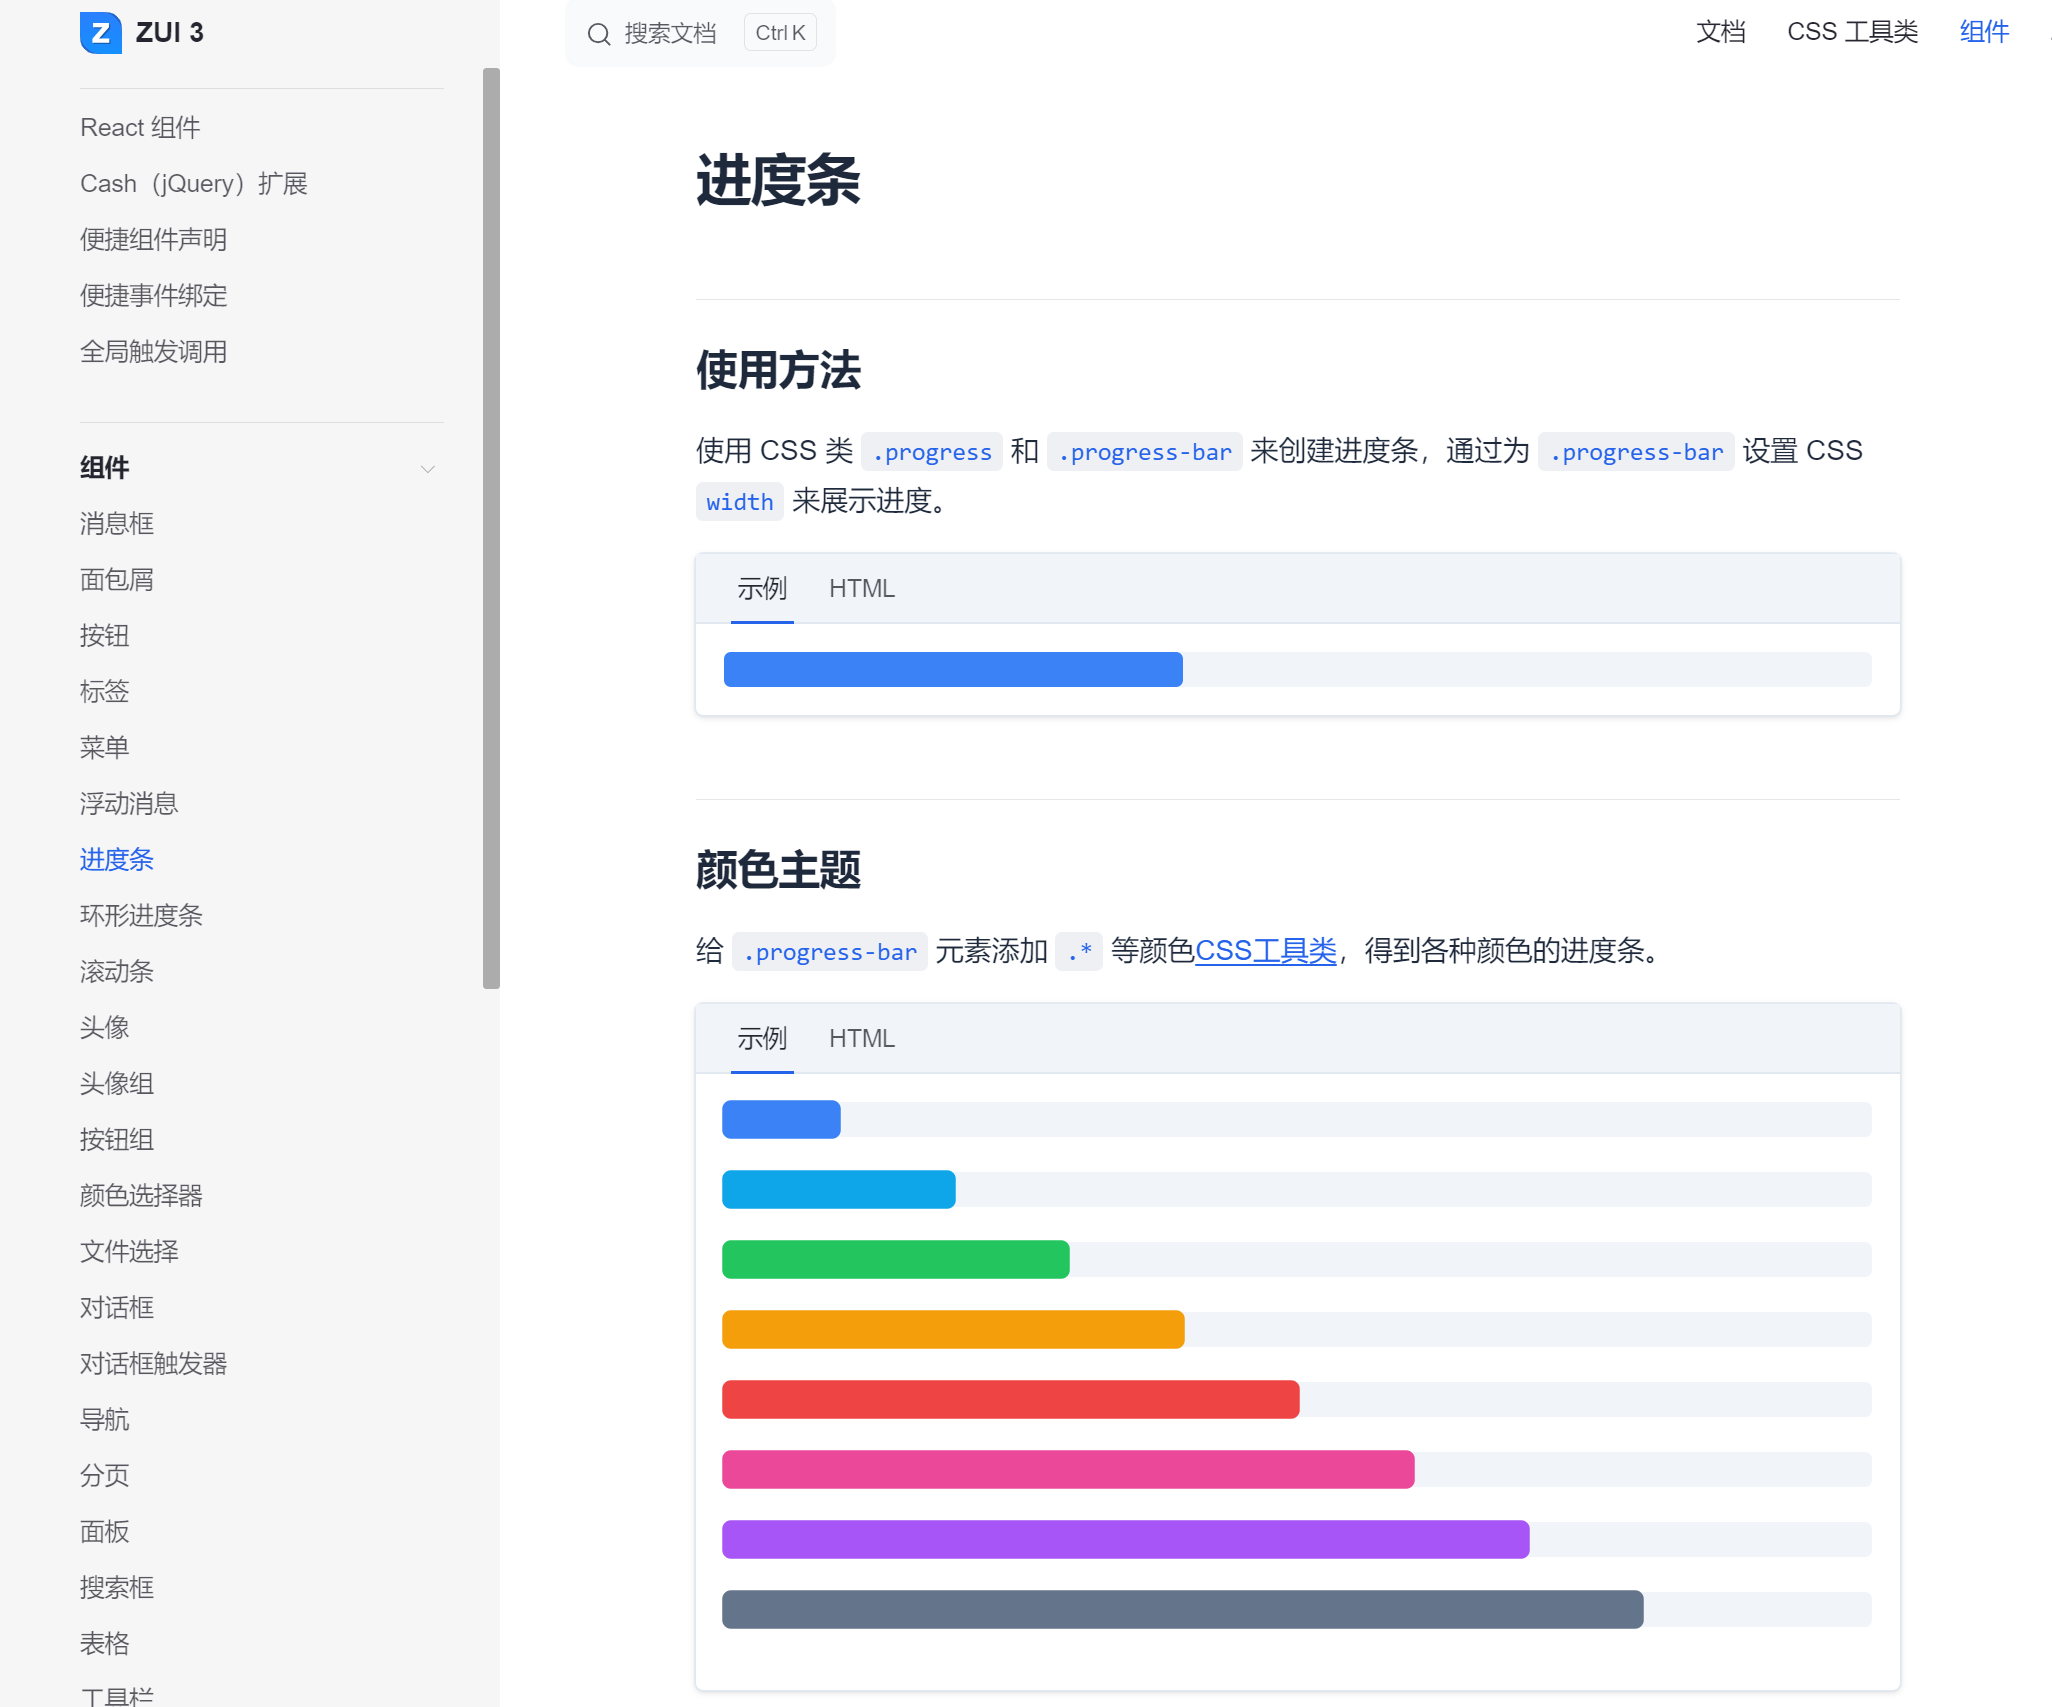 ZUI 3
搜索文档 Ctrl K
文档 CSS 工具类 组件
React 组件
Cash（jQuery）扩展
便捷组件声明
便捷事件绑定
全局触发调用
组件
消息框
面包屑
按钮
标签
菜单
浮动消息
进度条
环形进度条
滚动条
头像
头像组
按钮组
颜色选择器
文件选择
对话框
对话框触发器
导航
分页
面板
搜索框
表格
工具栏
进度条
使用方法
使用 CSS 类 .progress 和 .progress-bar 来创建进度条，通过为 .progress-bar 设置 CSS
width 来展示进度。
示例 HTML
颜色主题
给 .progress-bar 元素添加 .* 等颜色CSS工具类，得到各种颜色的进度条。
示例 HTML